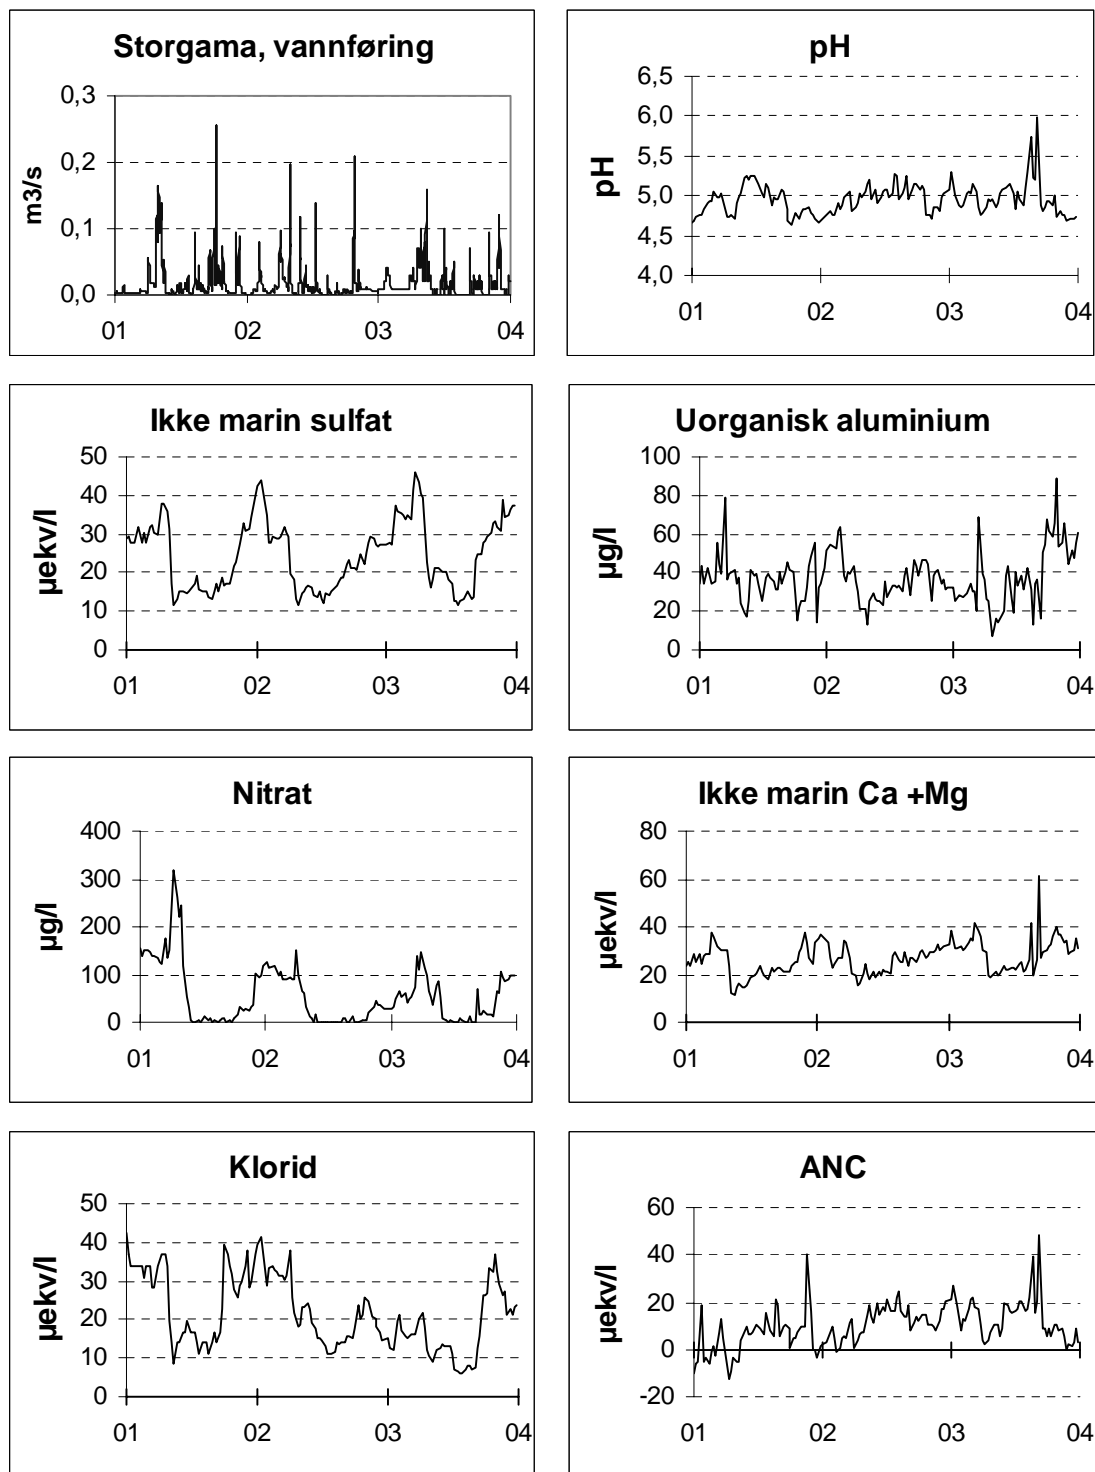 Storgama, vannføring
m3/s
0,3
0,2
0,1
0,0
01 02 03 04
pH
pH
6,5
6,0
5,5
5,0
4,5
4,0
01 02 03 04
Ikke marin sulfat
µekv/l
50
40
30
20
10
0
01 02 03 04
Uorganisk aluminium
µg/l
100
80
60
40
20
0
01 02 03 04
Nitrat
µg/l
400
300
200
100
0
01 02 03 04
Ikke marin Ca +Mg
µekv/l
80
60
40
20
0
01 02 03 04
Klorid
µekv/l
50
40
30
20
10
0
01 02 03 04
ANC
µekv/l
60
40
20
0
-20
01 02 03 04